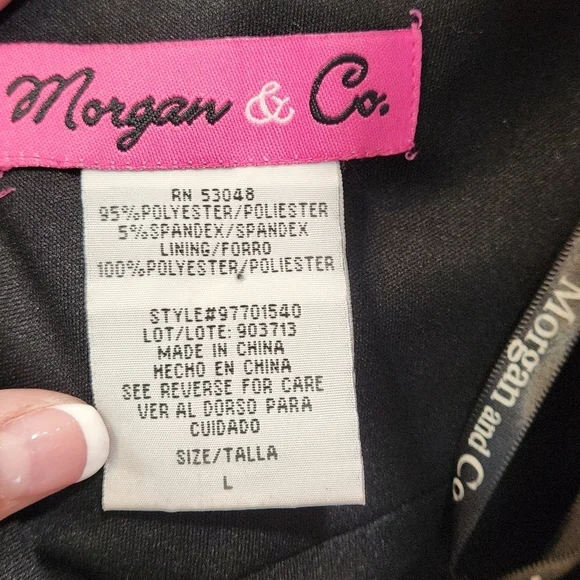 Morgan & Co.
RN 53048
95%POLYESTER/POLIESTER
5%SPANDEX/SPANDEX
LINING/FORRO
100%POLYESTER/POLIESTER
STYLE#97701540
LOT/LOTE: 903713
MADE IN CHINA
HECHO EN CHINA
SEE REVERSE FOR CARE
VER AL DORSO PARA
CUIDADO
SIZE/TALLA
L
Morgan and Co